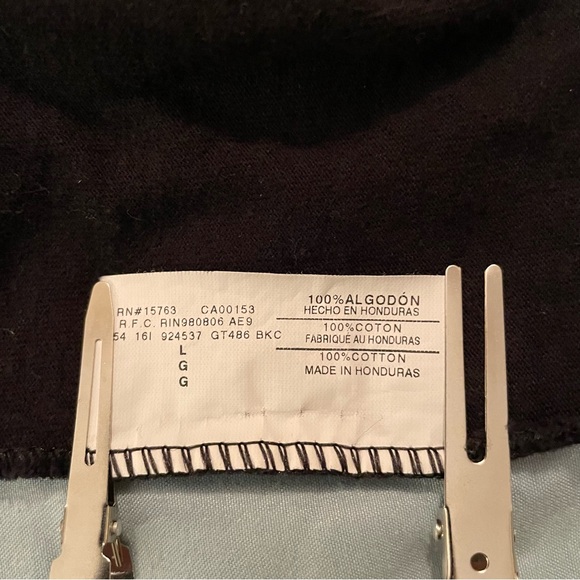 RN#15763 CA00153
R.F.C. RIN980806 AE9
54 16I 924537 GT486 BKC
L
G
G
100%ALGODÓN
HECHO EN HONDURAS
100%COTON
FABRIQUÉ AU HONDURAS
100%COTTON
MADE IN HONDURAS